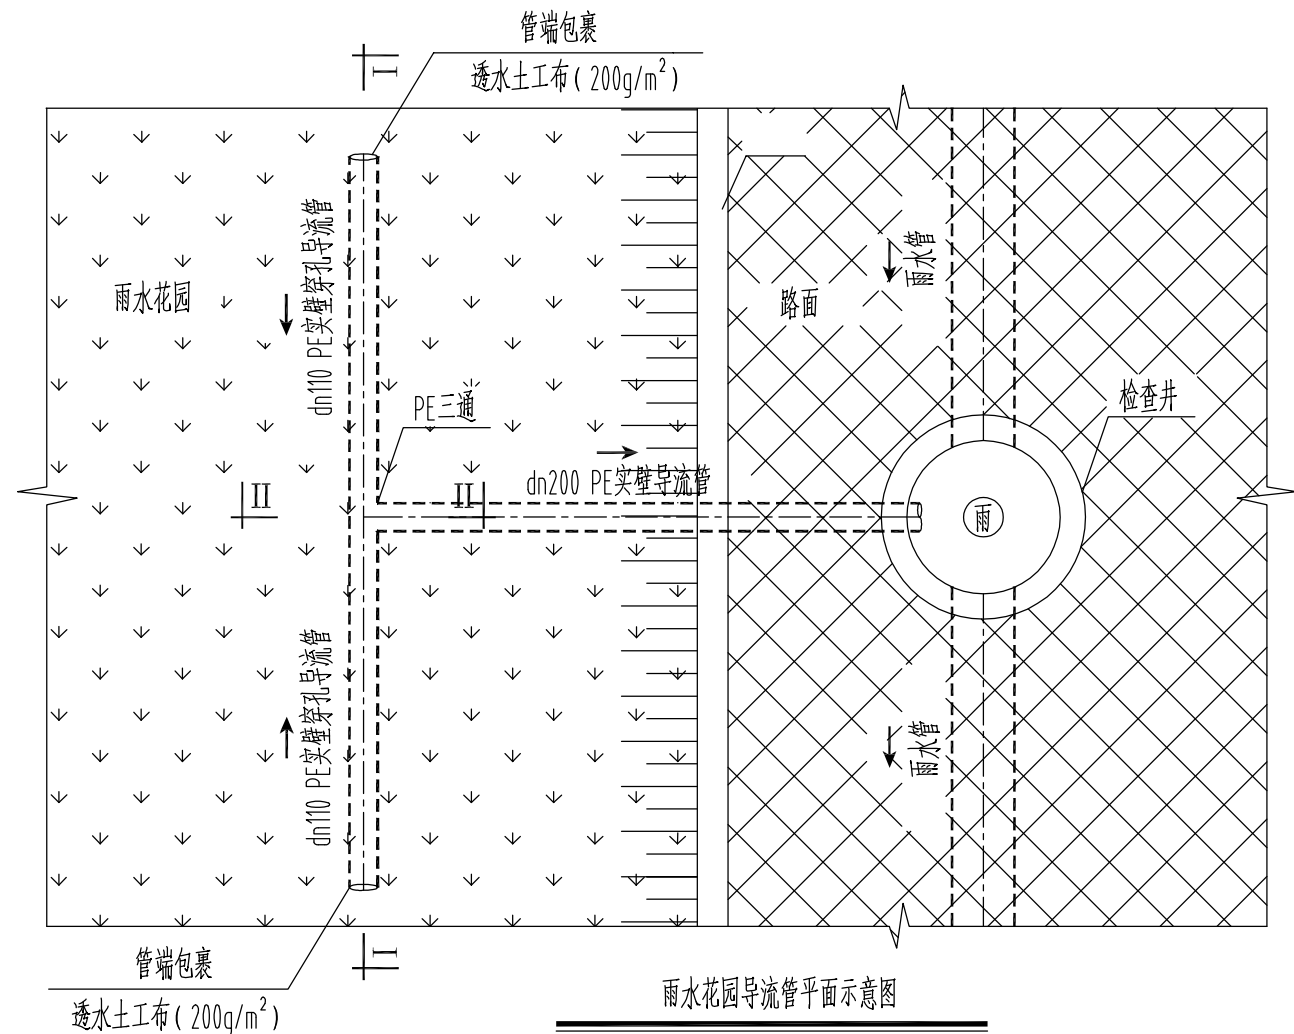 管端包裹
透水土工布(200g/m²)
I
雨水花园
dn110 PE实壁穿孔导流管
路面
雨水管
PE三通
检查井
II
II
dn200 PE实壁导流管
雨
dn110 PE实壁穿孔导流管
雨水管
I
管端包裹
透水土工布(200g/m²)
雨水花园导流管平面示意图